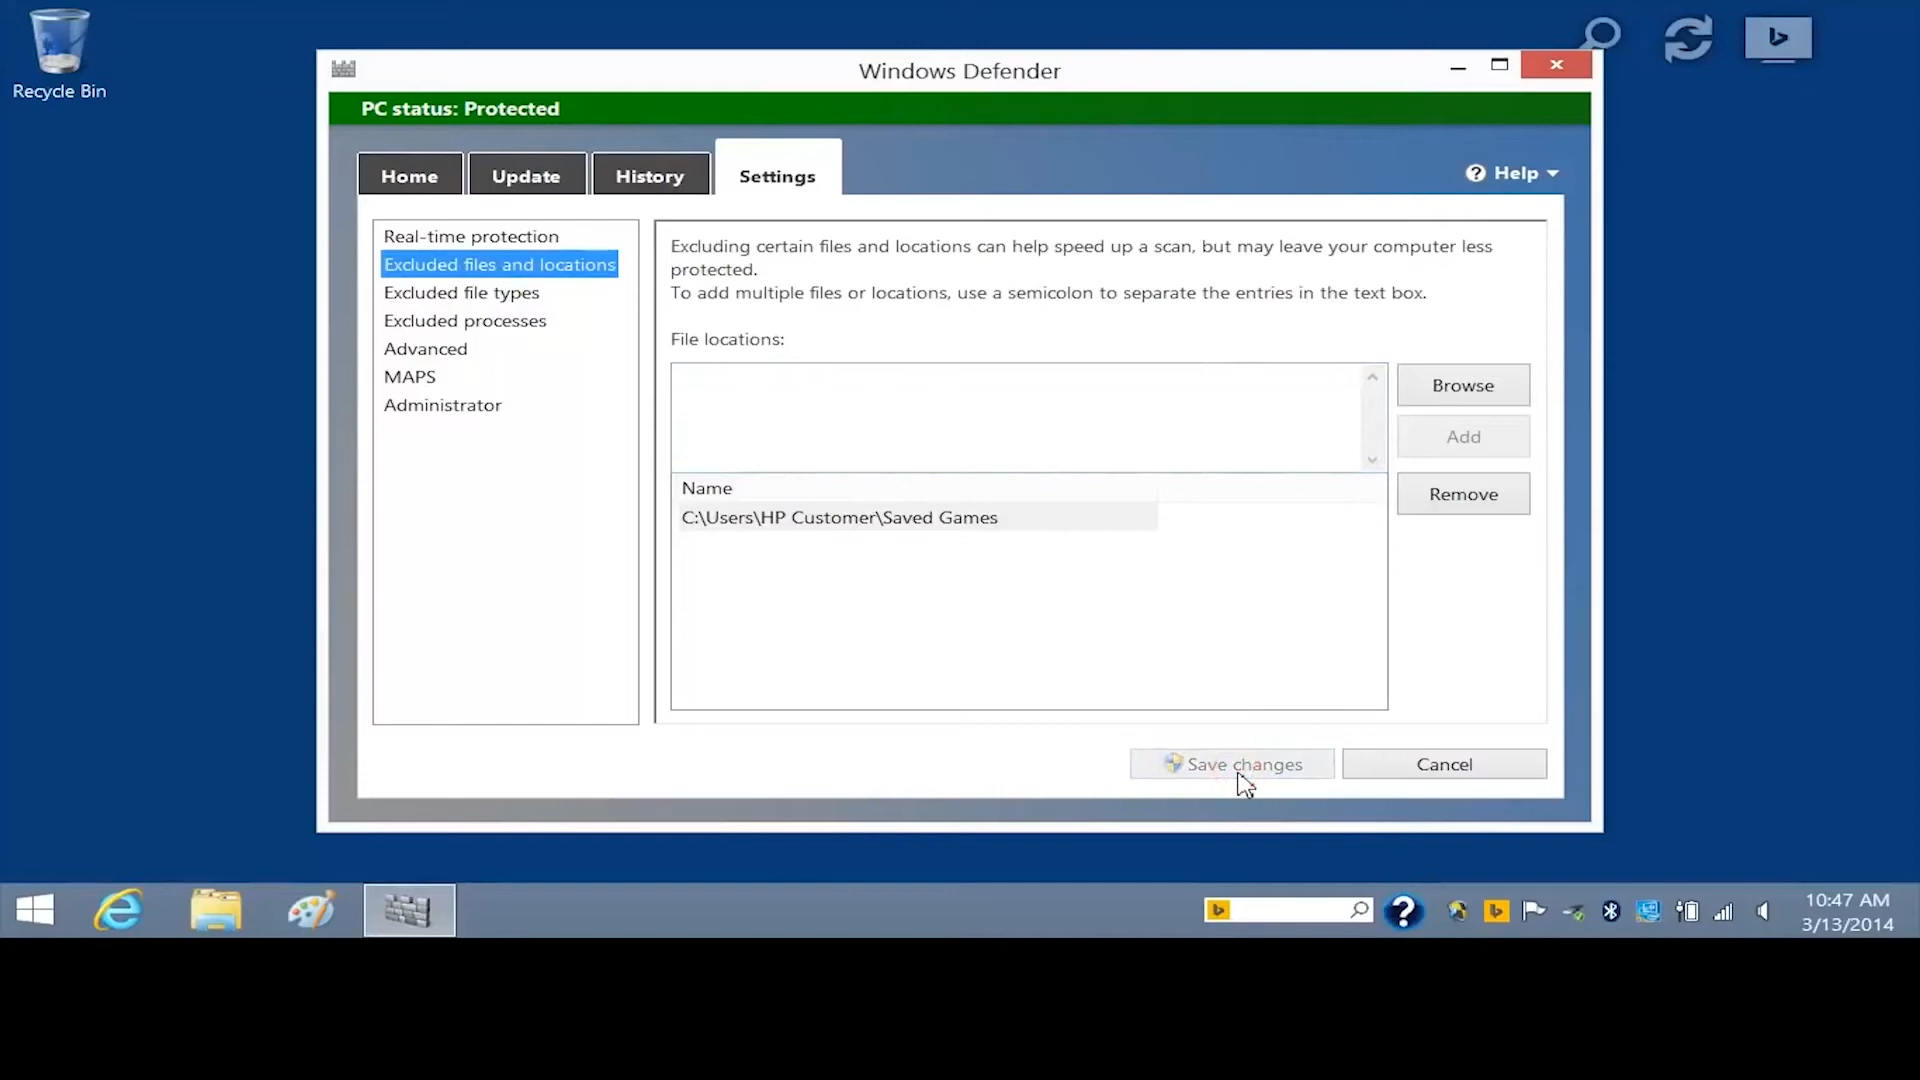 Recycle Bin
Windows Defender
PC status: Protected
Home
Update
History
Settings
Help
Real-time protection
Excluded files and locations
Excluded file types
Excluded processes
Advanced
MAPS
Administrator
Excluding certain files and locations can help speed up a scan, but may leave your computer less
protected.
To add multiple files or locations, use a semicolon to separate the entries in the text box.
File locations:
Browse
Add
Remove
Name
C:\Users\HP Customer\Saved Games
Save changes
Cancel
10:47 AM
3/13/2014